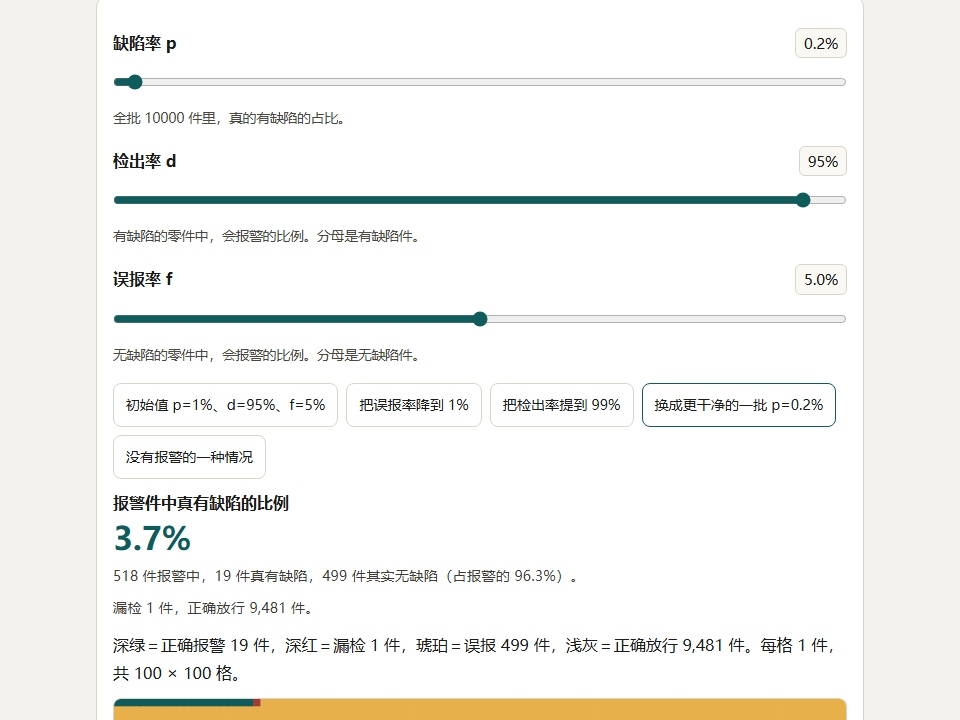 缺陷率 p
0.2%
全批 10000 件里，真的有缺陷的占比。
检出率 d
95%
有缺陷的零件中，会报警的比例。分母是有缺陷件。
误报率 f
5.0%
无缺陷的零件中，会报警的比例。分母是无缺陷件。
初始值 p=1%、d=95%、f=5%
把误报率降到 1%
把检出率提到 99%
换成更干净的一批 p=0.2%
没有报警的一种情况
报警件中真有缺陷的比例
3.7%
518 件报警中，19 件真有缺陷，499 件其实无缺陷（占报警的 96.3%）。
漏检 1 件，正确放行 9,481 件。
深绿＝正确报警 19 件，深红＝漏检 1 件，琥珀＝误报 499 件，浅灰＝正确放行 9,481 件。每格 1 件，
共 100 × 100 格。